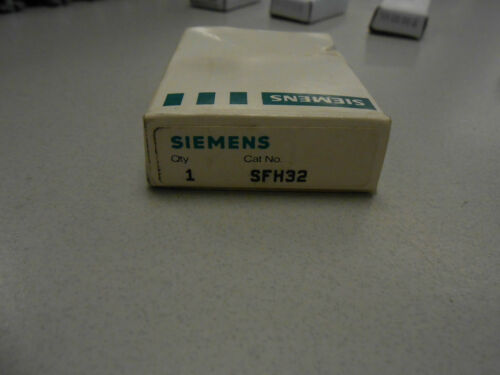 SIEMENS
SIEMENS
Qty Cat No.
1 SFH32